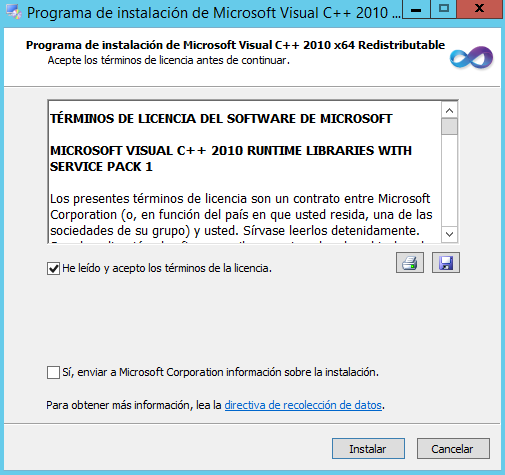 Programa de instalación de Microsoft Visual C++ 2010 ...
Programa de instalación de Microsoft Visual C++ 2010 x64 Redistributable
Acepte los términos de licencia antes de continuar.
TÉRMINOS DE LICENCIA DEL SOFTWARE DE MICROSOFT
MICROSOFT VISUAL C++ 2010 RUNTIME LIBRARIES WITH
SERVICE PACK 1
Los presentes términos de licencia son un contrato entre Microsoft
Corporation (o, en función del país en que usted resida, una de las
sociedades de su grupo) y usted. Sírvase leerlos detenidamente.
He leído y acepto los términos de la licencia.
Sí, enviar a Microsoft Corporation información sobre la instalación.
Para obtener más información, lea la directiva de recolección de datos.
Instalar
Cancelar